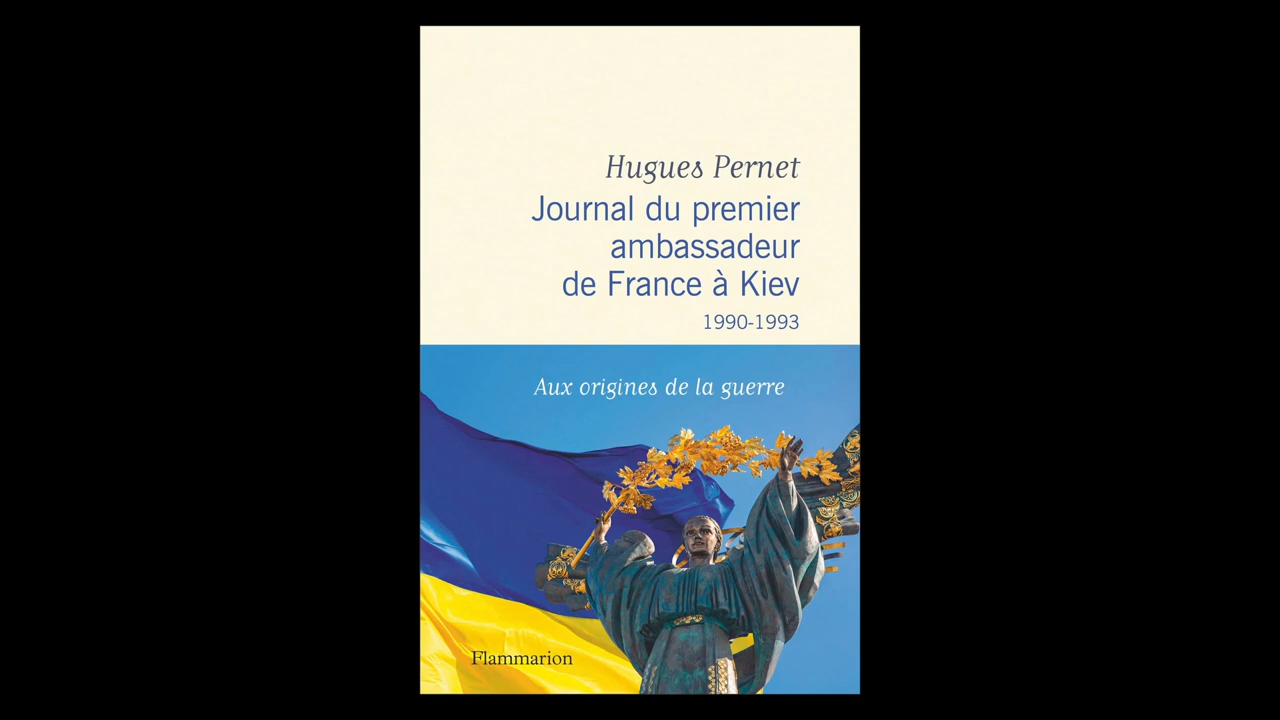 Hugues Pernet
Journal du premier
ambassadeur
de France à Kiev
1990-1993
Aux origines de la guerre
Flammarion